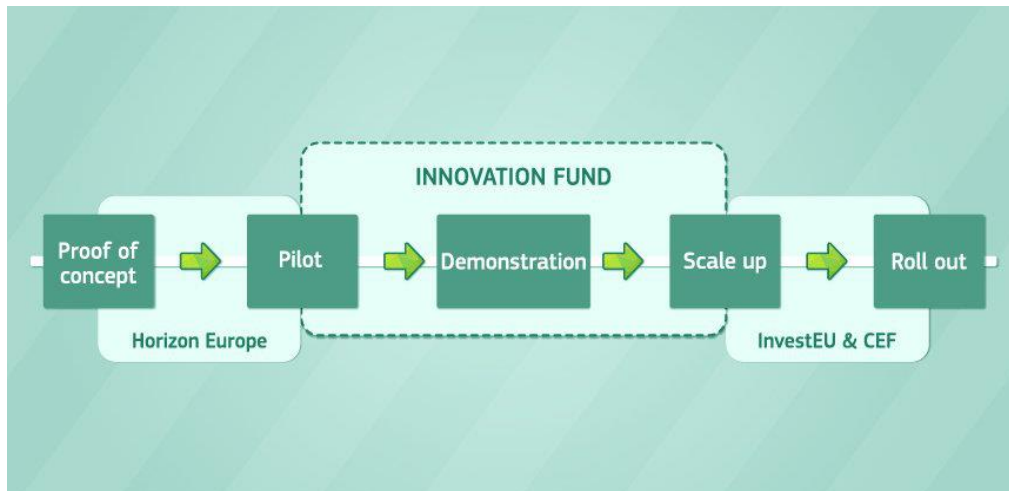 INNOVATION FUND
Proof of
concept
Pilot
Demonstration
Scale up
Roll out
Horizon Europe
InvestEU & CEF